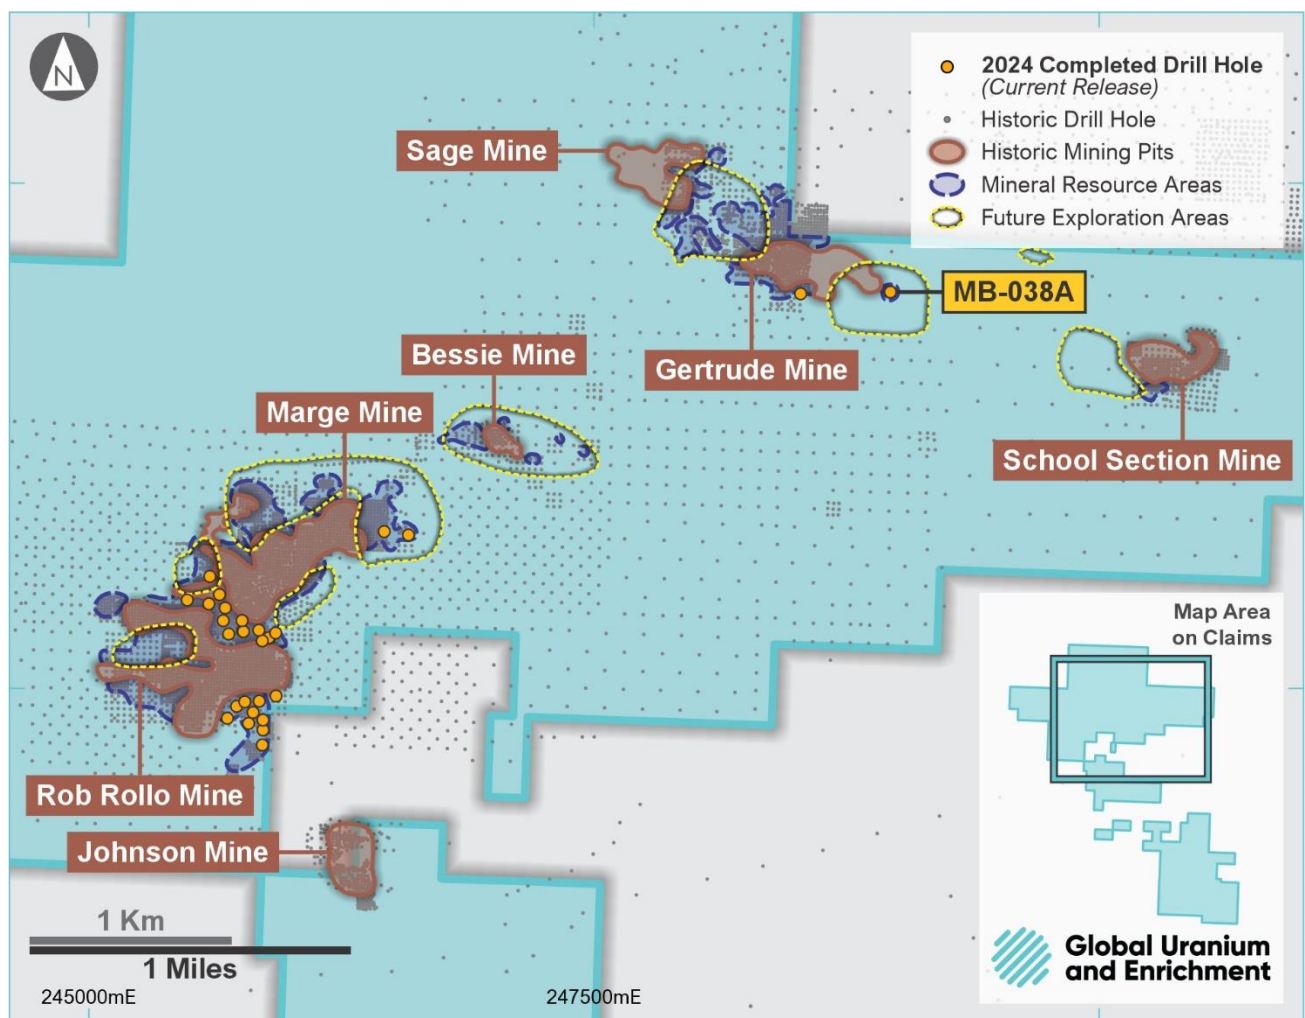 N
2024 Completed Drill Hole
(Current Release)
Historic Drill Hole
Historic Mining Pits
Mineral Resource Areas
Future Exploration Areas
Sage Mine
MB-038A
Bessie Mine
Gertrude Mine
Marge Mine
School Section Mine
Map Area
on Claims
Rob Rollo Mine
Johnson Mine
1 Km
1 Miles
245000mE
247500mE
Global Uranium
and Enrichment